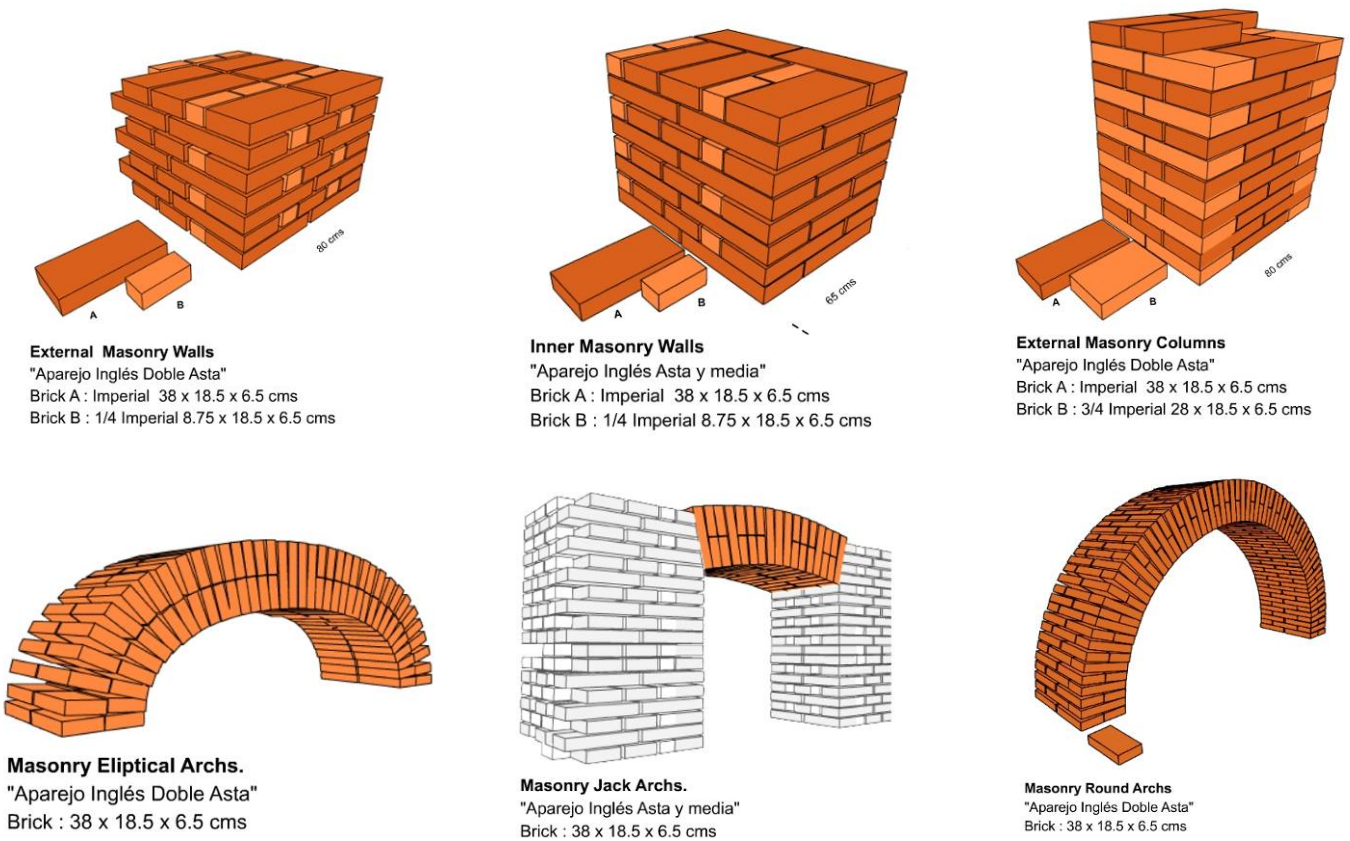 80 cms
A
B
External Masonry Walls
"Aparejo Inglés Doble Asta"
Brick A : Imperial 38 x 18.5 x 6.5 cms
Brick B : 1/4 Imperial 8.75 x 18.5 x 6.5 cms
65 cms
A
B
Inner Masonry Walls
"Aparejo Inglés Asta y media"
Brick A : Imperial 38 x 18.5 x 6.5 cms
Brick B : 1/4 Imperial 8.75 x 18.5 x 6.5 cms
80 cms
A
B
External Masonry Columns
"Aparejo Inglés Doble Asta"
Brick A : Imperial 38 x 18.5 x 6.5 cms
Brick B : 3/4 Imperial 28 x 18.5 x 6.5 cms
Masonry Eliptical Archs.
"Aparejo Inglés Doble Asta"
Brick : 38 x 18.5 x 6.5 cms
Masonry Jack Archs.
"Aparejo Inglés Asta y media"
Brick : 38 x 18.5 x 6.5 cms
Masonry Round Archs
"Aparejo Inglés Doble Asta"
Brick : 38 x 18.5 x 6.5 cms